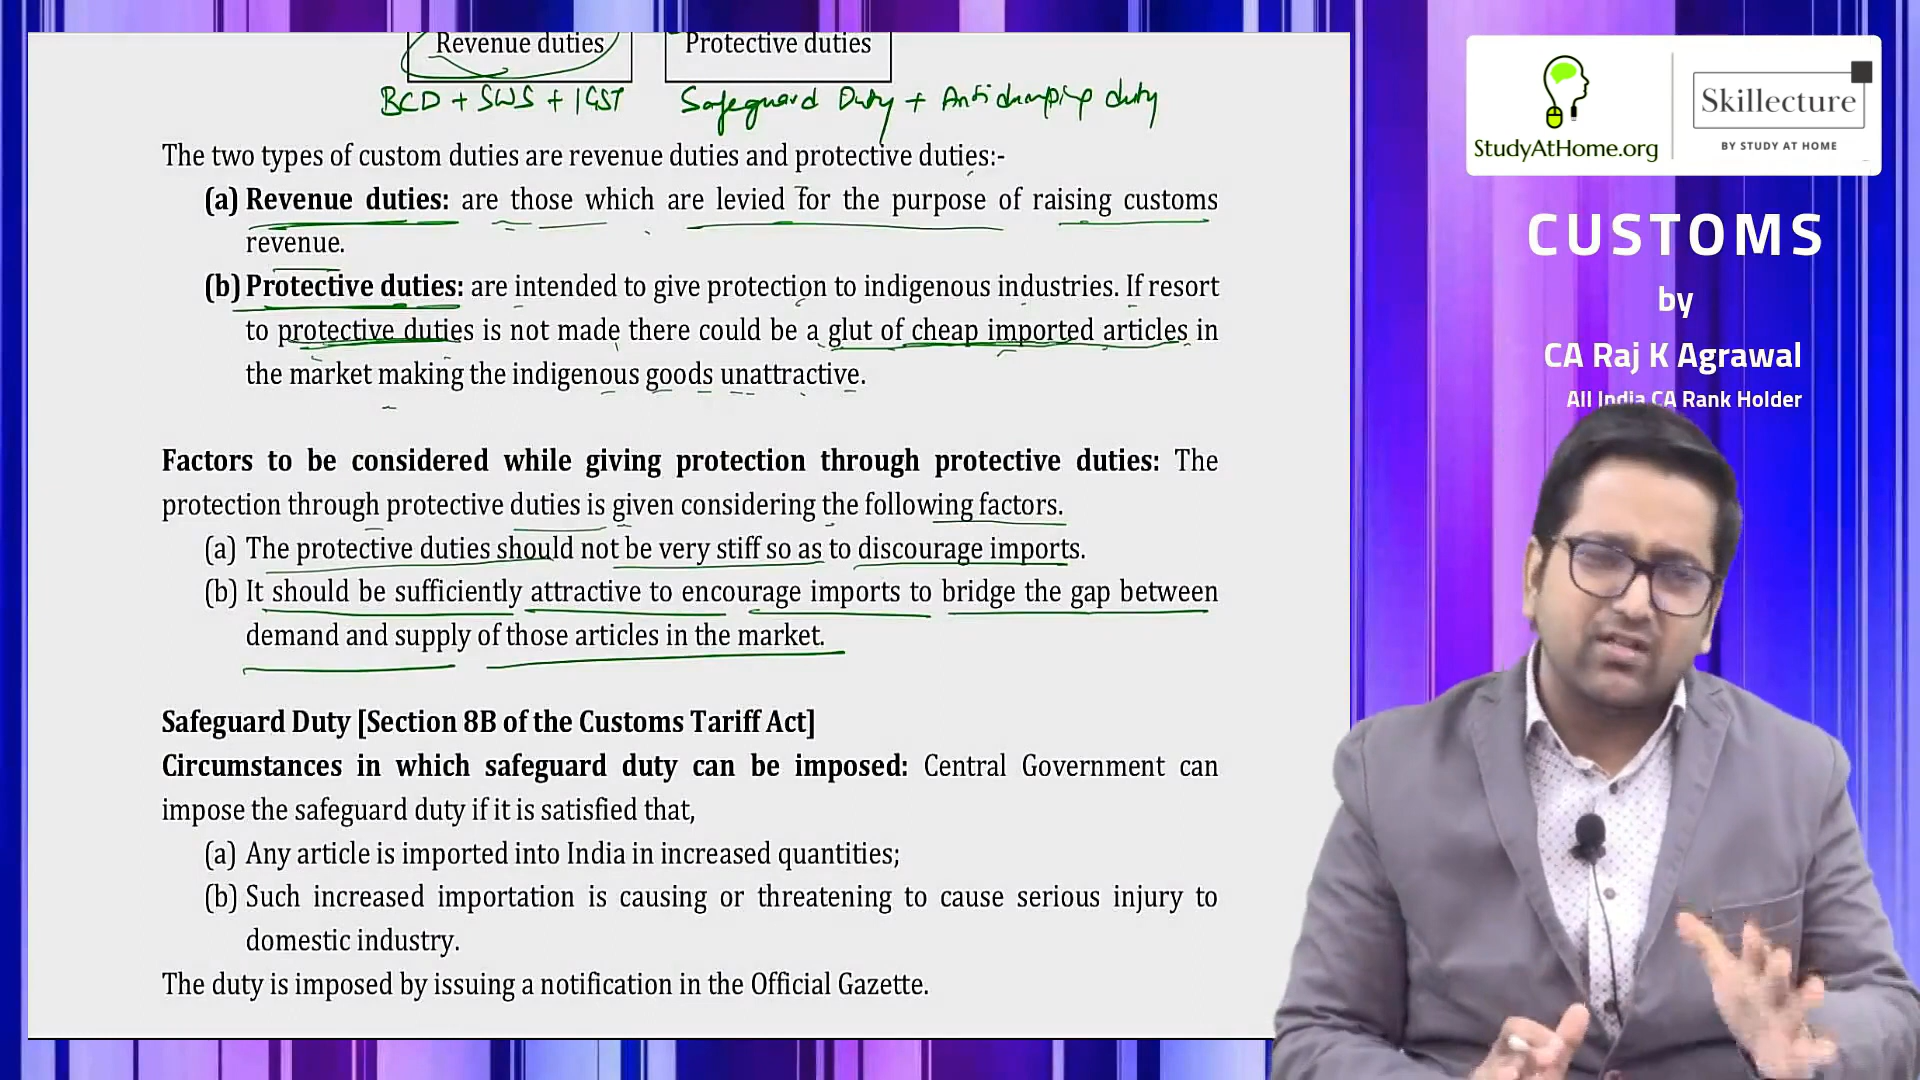 Revenue duties
Protective duties
BCD + SWS + IGST
Safeguard Duty + Antidumping duty
The two types of custom duties are revenue duties and protective duties:-
(a) Revenue duties: are those which are levied for the purpose of raising customs
revenue.
(b) Protective duties: are intended to give protection to indigenous industries. If resort
to protective duties is not made there could be a glut of cheap imported articles in
the market making the indigenous goods unattractive.
Factors to be considered while giving protection through protective duties: The
protection through protective duties is given considering the following factors.
(a) The protective duties should not be very stiff so as to discourage imports.
(b) It should be sufficiently attractive to encourage imports to bridge the gap between
demand and supply of those articles in the market.
Safeguard Duty [Section 8B of the Customs Tariff Act]
Circumstances in which safeguard duty can be imposed: Central Government can
impose the safeguard duty if it is satisfied that,
(a) Any article is imported into India in increased quantities;
(b) Such increased importation is causing or threatening to cause serious injury to
domestic industry.
The duty is imposed by issuing a notification in the Official Gazette.
StudyAtHome.org
Skillecture
BY STUDY AT HOME
CUSTOMS
by
CA Raj K Agrawal
All India CA Rank Holder